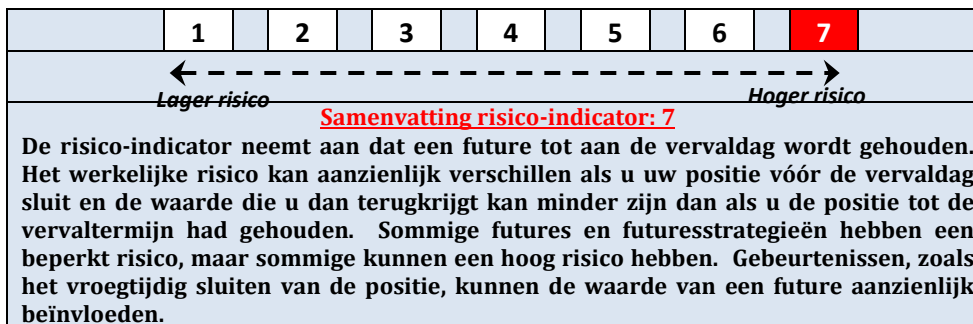 1 2 3 4 5 6 7
Lager risico Hoger risico
Samenvatting risico-indicator: 7
De risico-indicator neemt aan dat een future tot aan de vervaldag wordt gehouden.
Het werkelijke risico kan aanzienlijk verschillen als u uw positie vóór de vervaldag
sluit en de waarde die u dan terugkrijgt kan minder zijn dan als u de positie tot de
vervaltermijn had gehouden. Sommige futures en futuresstrategieën hebben een
beperkt risico, maar sommige kunnen een hoog risico hebben. Gebeurtenissen, zoals
het vroegtijdig sluiten van de positie, kunnen de waarde van een future aanzienlijk
beïnvloeden.